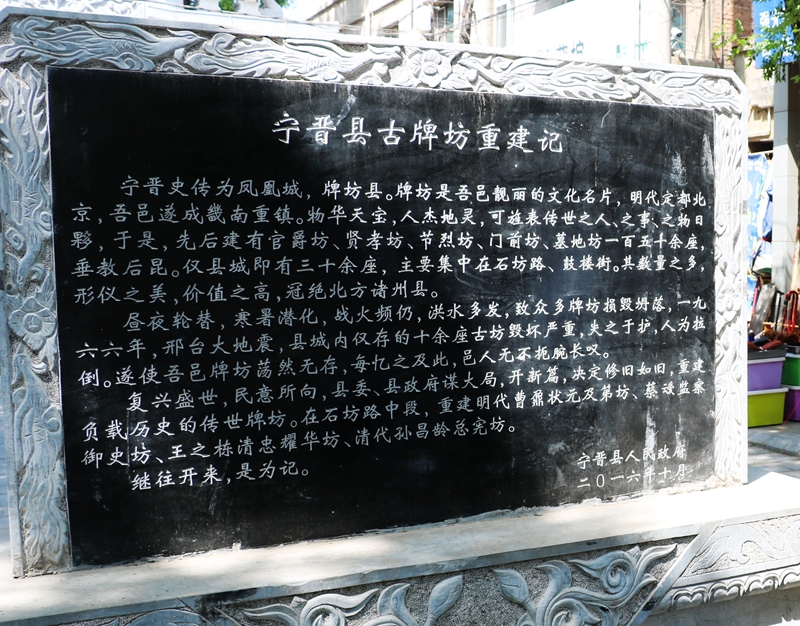 宁晋县古牌坊重建记
宁晋史传为凤凰城，牌坊县。牌坊是吾邑靓丽的文化名片，明代定都北
京，吾邑遂成畿南重镇。物华天宝，人杰地灵，可旌表传世之人、之事、之物日
夥，于是，先后建有官爵坊、贤孝坊、节烈坊、门前坊、墓地坊一百五十余座，
垂教后昆。仅县城即有三十余座，主要集中在石坊路、鼓楼街。其数量之多，
形仪之美，价值之高，冠绝北方诸州县。
昼夜轮替，寒暑潜化，战火频仍，洪水多发，致众多牌坊损毁坍落，一九
六六年，邢台大地震，县城内仅存的十余座古坊毁坏严重，失之于护，人为拉
倒。遂使吾邑牌坊荡然无存，每忆之及此，邑人无不扼腕长叹。
复兴盛世，民意所向，县委、县政府谋大局，开新篇，决定修旧如旧，重建
负载历史的传世牌坊。在石坊路中段，重建明代曹鼐状元及第坊、蔡叆监察
御史坊、王之栋清忠耀华坊、清代孙昌龄总宪坊。
继往开来，是为记。
宁晋县人民政府
二〇一六年十月